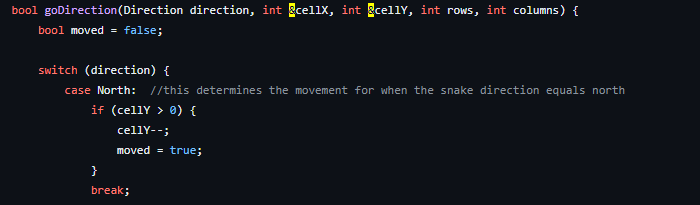 bool goDirection(Direction direction, int &cellX, int &cellY, int rows, int columns) {
    bool moved = false;

    switch (direction) {
        case North:  //this determines the movement for when the snake direction equals north
            if (cellY > 0) {
                cellY--;
                moved = true;
            }
            break;